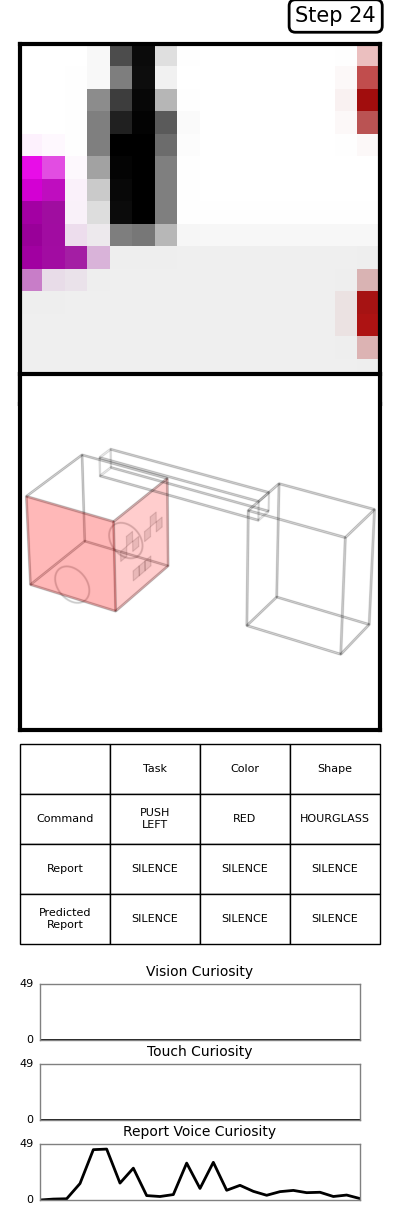 Step 24
Task Color Shape
Command PUSH LEFT RED HOURGLASS
Report SILENCE SILENCE SILENCE
Predicted Report SILENCE SILENCE SILENCE
Vision Curiosity
49
0
Touch Curiosity
49
0
Report Voice Curiosity
49
0